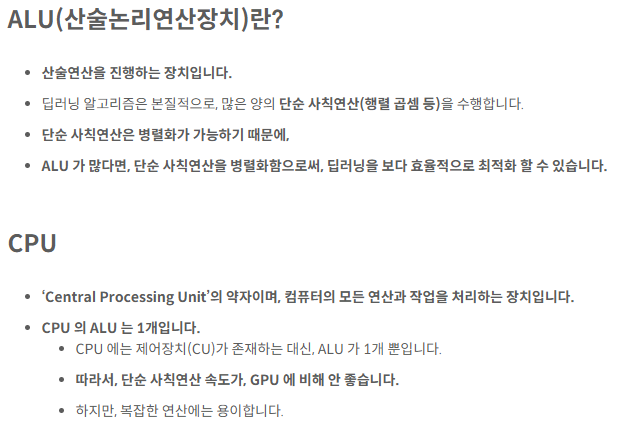 ALU(산술논리연산장치)란?
산술연산을 진행하는 장치입니다.
딥러닝 알고리즘은 본질적으로, 많은 양의 단순 사칙연산(행렬 곱셈 등)을 수행합니다.
단순 사칙연산은 병렬화가 가능하기 때문에,
ALU 가 많다면, 단순 사칙연산을 병렬화함으로써, 딥러닝을 보다 효율적으로 최적화 할 수 있습니다.
CPU
‘Central Processing Unit’의 약자이며, 컴퓨터의 모든 연산과 작업을 처리하는 장치입니다.
CPU 의 ALU 는 1개입니다.
CPU 에는 제어장치(CU)가 존재하는 대신, ALU 가 1개 뿐입니다.
따라서, 단순 사칙연산 속도가, GPU 에 비해 안 좋습니다.
하지만, 복잡한 연산에는 용이합니다.